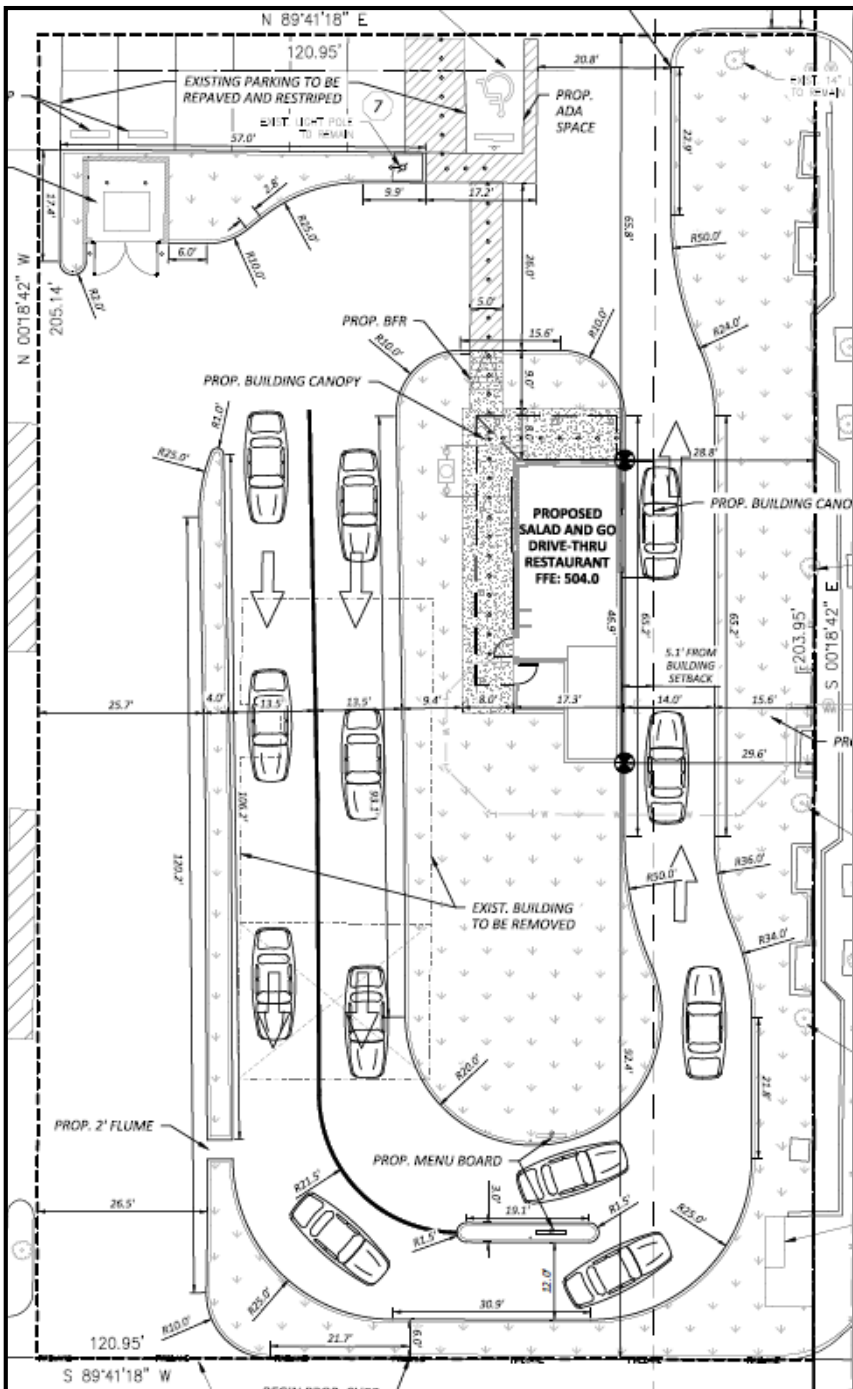 N 89°41'18" E
120.95'
EXISTING PARKING TO BE
REPAVED AND RESTRIPED
7
EXIST. LIGHT POLE
TO REMAIN
57.0'
PROP.
ADA
SPACE
20.8'
22.9'
17.4'
6.0'
R10.0'
R25.0'
9.9'
17.2'
R2.0'
N 00°18'42" W
205.14'
26.0'
65.8'
R50.0'
R24.0'
5.0'
PROP. BFR
15.6'
R10.0'
R10.0'
9.0'
PROP. BUILDING CANOPY
8.0'
R1.0'
R25.0'
28.8'
PROP. BUILDING CANO
PROPOSED
SALAD AND GO
DRIVE-THRU
RESTAURANT
FFE: 504.0
46.9'
65.2'
65.2'
203.95'
S 00°18'42" E
5.1' FROM
BUILDING
SETBACK
25.7'
4.0'
13.5'
13.5'
9.4'
8.0'
17.3'
14.0'
15.6'
29.6'
106.2'
93.1'
120.2'
R50.0'
R36.0'
R34.0'
EXIST. BUILDING
TO BE REMOVED
R20.0'
92.4'
21.8'
PROP. 2' FLUME
PROP. MENU BOARD
R21.5'
3.0'
19.1'
R1.5'
R1.5'
26.5'
R25.0'
R25.0'
12.0'
30.9'
R10.0'
120.95'
21.7'
6.0'
S 89°41'18" W